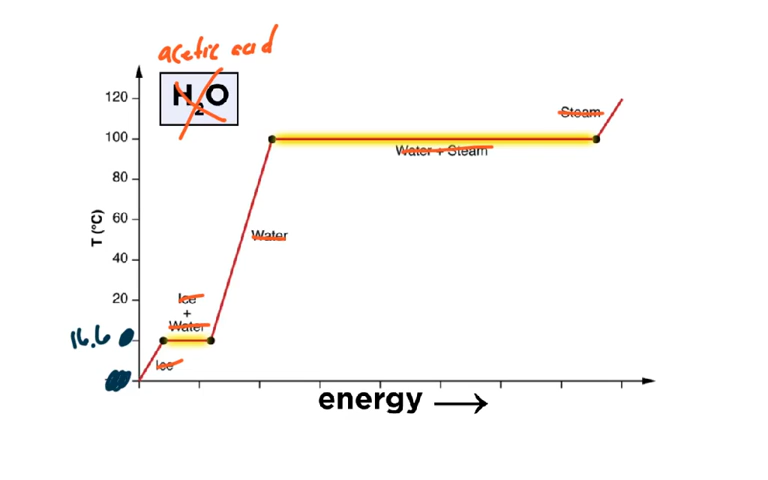 acetic acid
H₂O
120
Steam
100
Water + Steam
80
T (°C)
60
Water
40
20
Ice
+
Water
16.6
Ice
energy